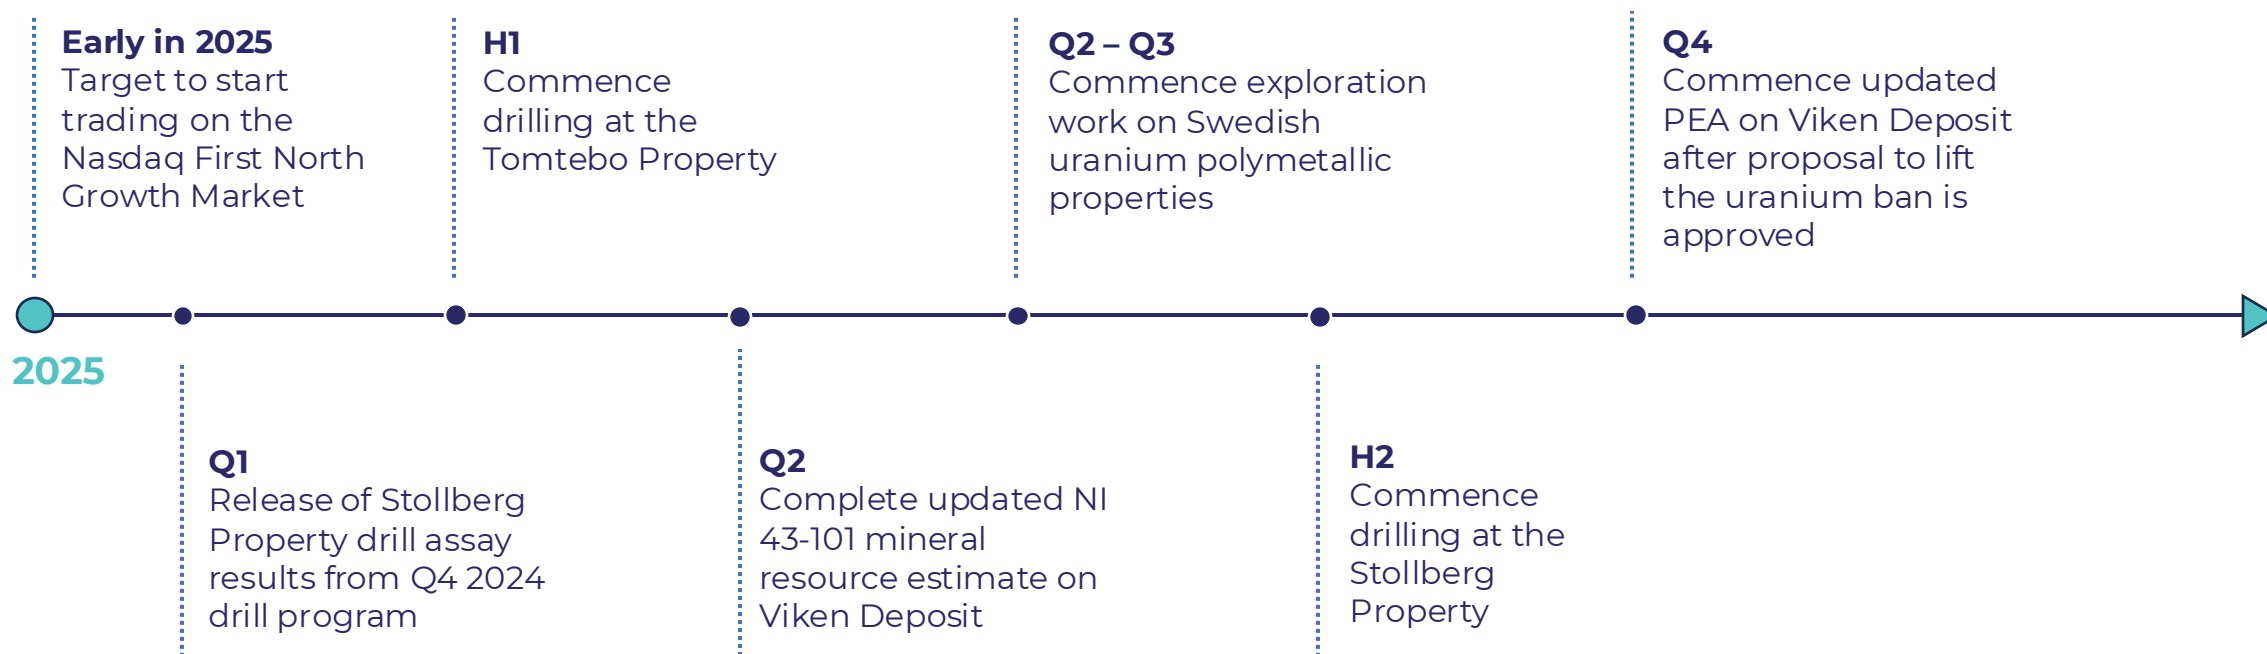 Early in 2025
Target to start
trading on the
Nasdaq First North
Growth Market
H1
Commence
drilling at the
Tomtebo Property
Q2 – Q3
Commence exploration
work on Swedish
uranium polymetallic
properties
Q4
Commence updated
PEA on Viken Deposit
after proposal to lift
the uranium ban is
approved
2025
Q1
Release of Stollberg
Property drill assay
results from Q4 2024
drill program
Q2
Complete updated NI
43-101 mineral
resource estimate on
Viken Deposit
H2
Commence
drilling at the
Stollberg
Property